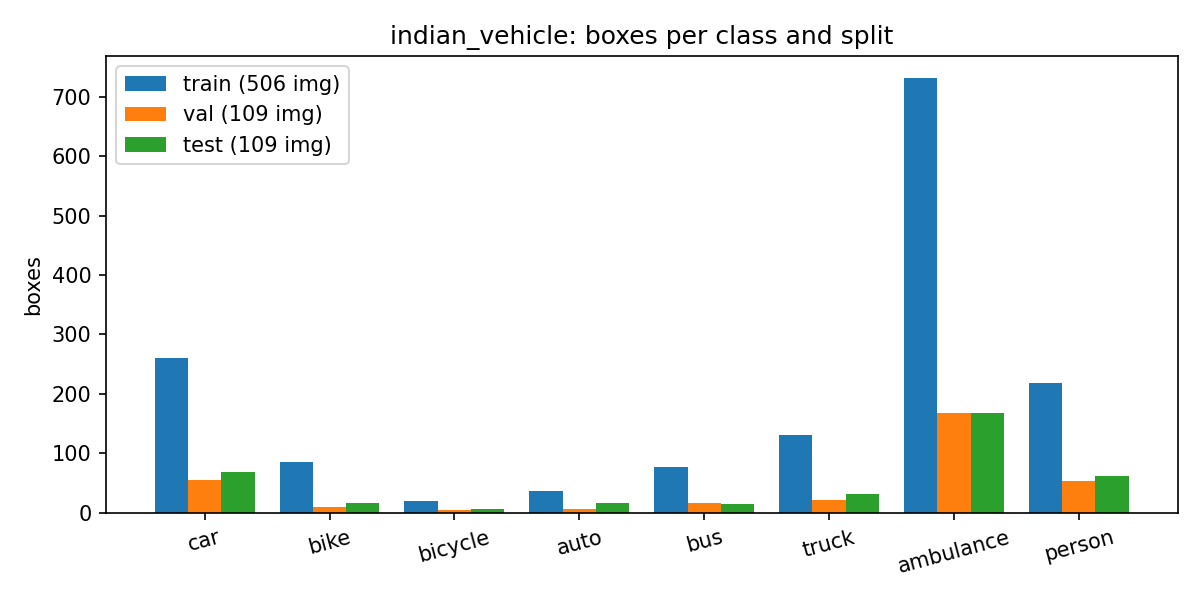 indian_vehicle: boxes per class and split
train (506 img)
val (109 img)
test (109 img)
boxes
700
600
500
400
300
200
100
0
car bike bicycle auto bus truck ambulance person